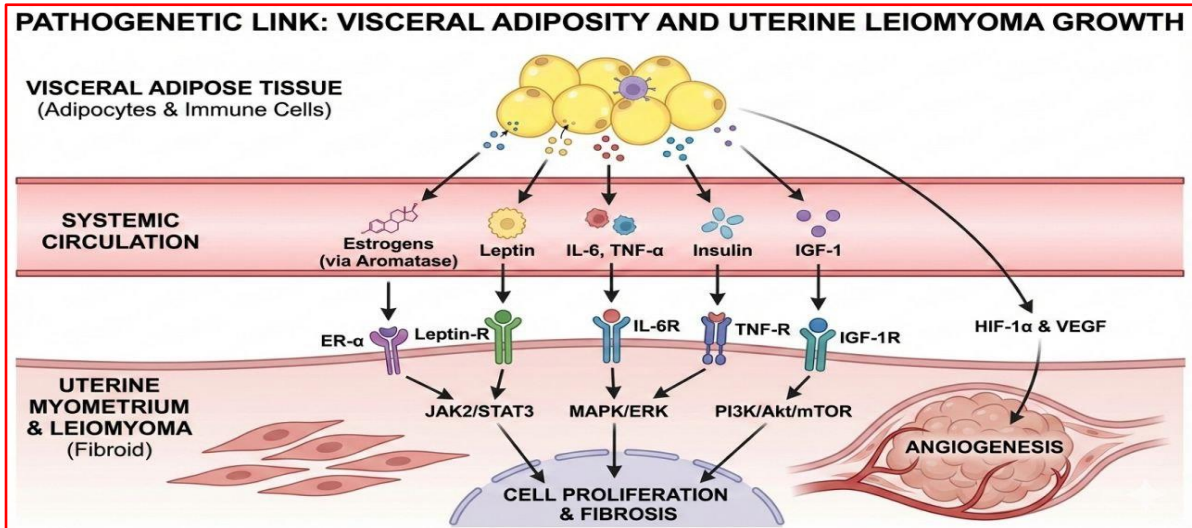 PATHOGENETIC LINK: VISCERAL ADIPOSITY AND UTERINE LEIOMYOMA GROWTH
VISCERAL ADIPOSE TISSUE
(Adipocytes & Immune Cells)
SYSTEMIC
CIRCULATION
Estrogens
(via Aromatase)
Leptin
IL-6, TNF-α
Insulin
IGF-1
ER-α
Leptin-R
IL-6R
TNF-R
IGF-1R
HIF-1α & VEGF
UTERINE
MYOMETRIUM
& LEIOMYOMA
(Fibroid)
JAK2/STAT3
MAPK/ERK
PI3K/Akt/mTOR
ANGIOGENESIS
CELL PROLIFERATION
& FIBROSIS